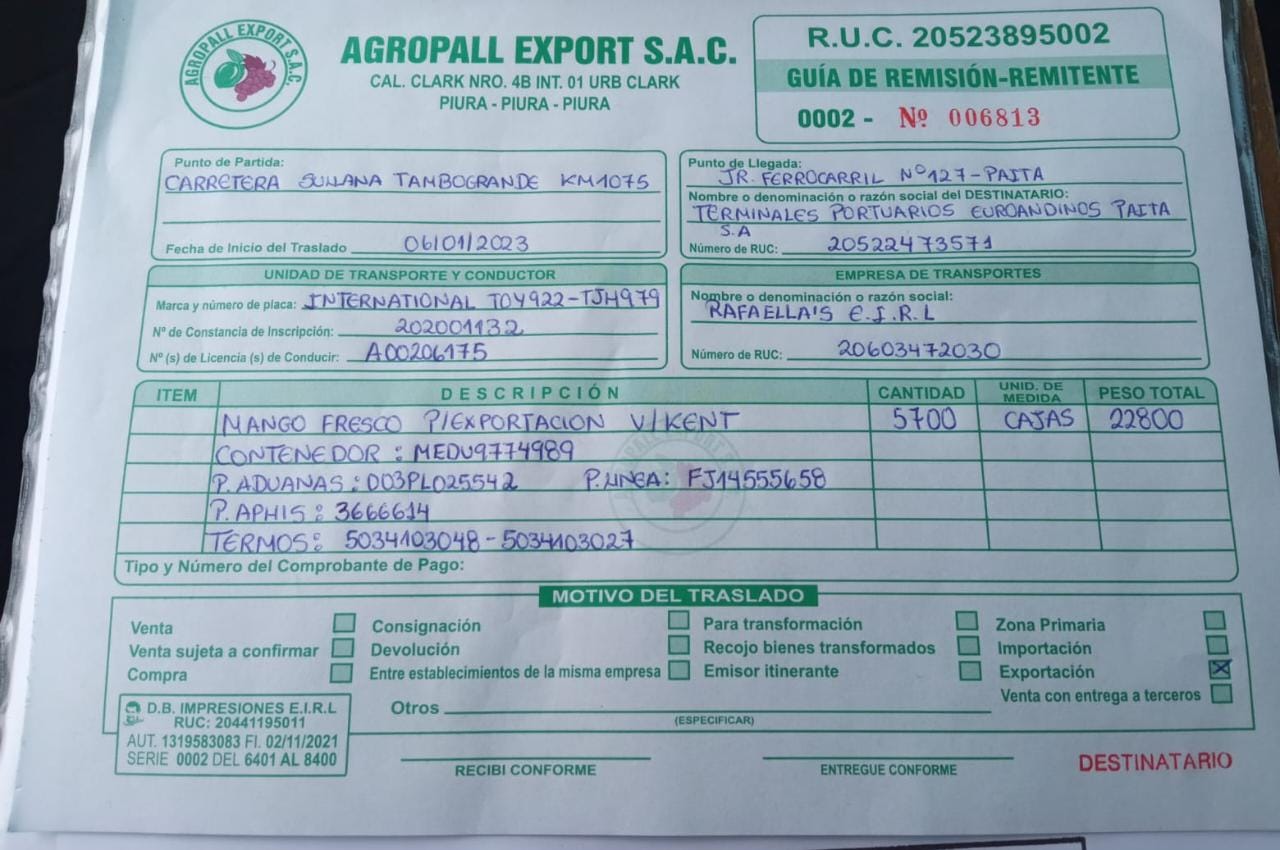 AGROPALL EXPORT S.A.C.
AGROPALL EXPORT S.A.C.
CAL. CLARK NRO. 4B INT. 01 URB CLARK
PIURA - PIURA - PIURA
R.U.C. 20523895002
GUÍA DE REMISIÓN-REMITENTE
0002 - Nº 006813
Punto de Partida:
CARRETERA SULLANA TAMBOGRANDE KM1075
Fecha de Inicio del Traslado 06/01/2023
Punto de Llegada:
JR. FERROCARRIL Nº127-PAITA
Nombre o denominación o razón social del DESTINATARIO:
TERMINALES PORTUARIOS EUROANDINOS PAITA
S.A
Número de RUC: 20522473571
UNIDAD DE TRANSPORTE Y CONDUCTOR
Marca y número de placa: INTERNATIONAL TOY922-TJH979
Nº de Constancia de Inscripción: 202001132
Nº (s) de Licencia (s) de Conducir: A00206175
EMPRESA DE TRANSPORTES
Nombre o denominación o razón social:
RAFAELLA'S E.I.R.L
Número de RUC: 20603472030
ITEM DESCRIPCIÓN CANTIDAD UNID. DE MEDIDA PESO TOTAL
MANGO FRESCO P/EXPORTACION V/KENT 5700 CAJAS 22800
CONTENEDOR : MEDU9774989
P. ADUANAS : 003PL025542 P. LINEA: FJ14555658
P. APHIS : 3666614
TERMOS : 5034103048 - 5034103027
Tipo y Número del Comprobante de Pago:
MOTIVO DEL TRASLADO
Venta Consignación Para transformación Zona Primaria
Venta sujeta a confirmar Devolución Recojo bienes transformados Importación
Compra Entre establecimientos de la misma empresa Emisor itinerante Exportación X
Venta con entrega a terceros
Otros
(ESPECIFICAR)
D.B. IMPRESIONES E.I.R.L
RUC: 20441195011
AUT. 1319583083 FI. 02/11/2021
SERIE 0002 DEL 6401 AL 8400
RECIBI CONFORME
ENTREGUE CONFORME
DESTINATARIO